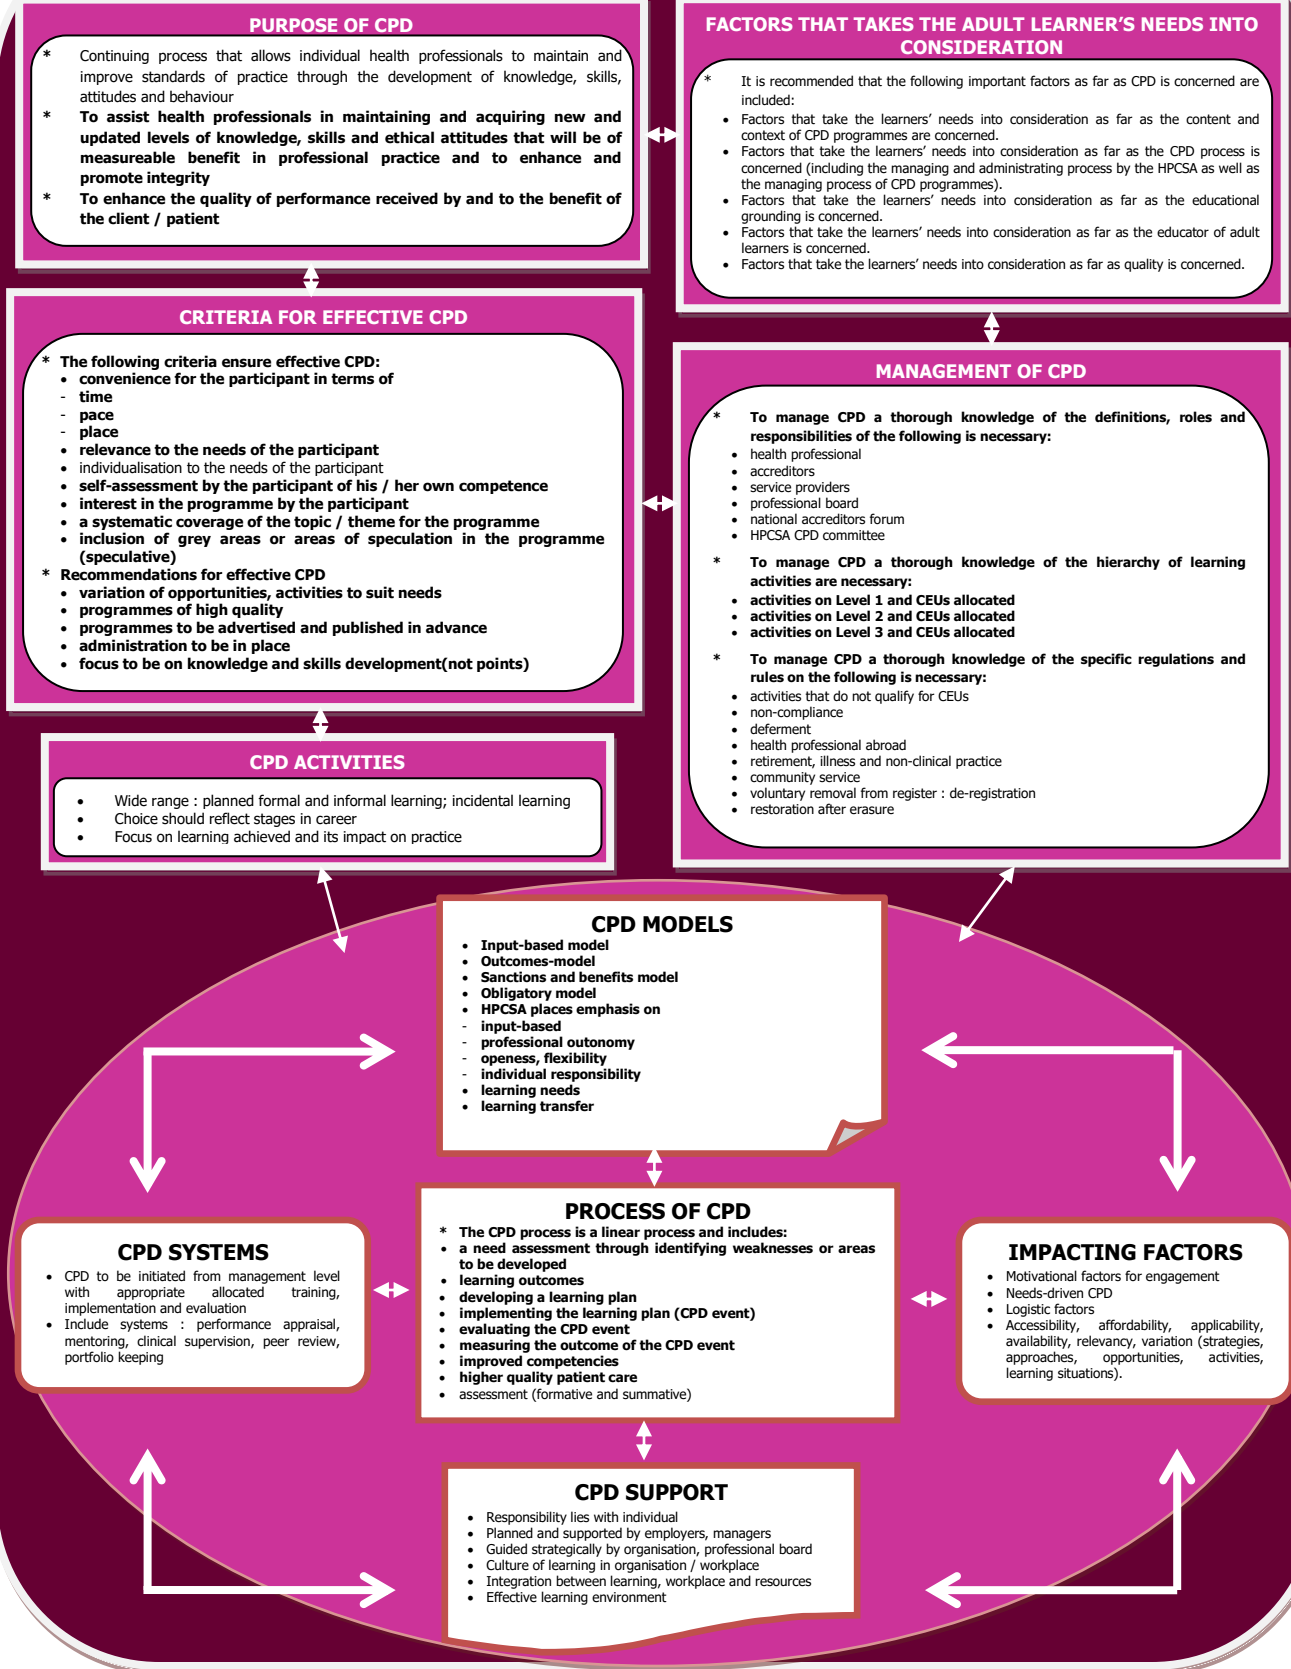 PURPOSE OF CPD
* Continuing process that allows individual health professionals to maintain and
improve standards of practice through the development of knowledge, skills,
attitudes and behaviour
* To assist health professionals in maintaining and acquiring new and
updated levels of knowledge, skills and ethical attitudes that will be of
measureable benefit in professional practice and to enhance and
promote integrity
* To enhance the quality of performance received by and to the benefit of
the client / patient
FACTORS THAT TAKES THE ADULT LEARNER'S NEEDS INTO
CONSIDERATION
* It is recommended that the following important factors as far as CPD is concerned are
included:
• Factors that take the learners' needs into consideration as far as the content and
context of CPD programmes are concerned.
• Factors that take the learners' needs into consideration as far as the CPD process is
concerned (including the managing and administrating process by the HPCSA as well as
the managing process of CPD programmes).
• Factors that take the learners' needs into consideration as far as the educational
grounding is concerned.
• Factors that take the learners' needs into consideration as far as the educator of adult
learners is concerned.
• Factors that take the learners' needs into consideration as far as quality is concerned.
CRITERIA FOR EFFECTIVE CPD
* The following criteria ensure effective CPD:
• convenience for the participant in terms of
- time
- pace
- place
• relevance to the needs of the participant
• individualisation to the needs of the participant
• self-assessment by the participant of his / her own competence
• interest in the programme by the participant
• a systematic coverage of the topic / theme for the programme
• inclusion of grey areas or areas of speculation in the programme
(speculative)
* Recommendations for effective CPD
• variation of opportunities, activities to suit needs
• programmes of high quality
• programmes to be advertised and published in advance
• administration to be in place
• focus to be on knowledge and skills development(not points)
MANAGEMENT OF CPD
* To manage CPD a thorough knowledge of the definitions, roles and
responsibilities of the following is necessary:
• health professional
• accreditors
• service providers
• professional board
• national accreditors forum
• HPCSA CPD committee
* To manage CPD a thorough knowledge of the hierarchy of learning
activities are necessary:
• activities on Level 1 and CEUs allocated
• activities on Level 2 and CEUs allocated
• activities on Level 3 and CEUs allocated
* To manage CPD a thorough knowledge of the specific regulations and
rules on the following is necessary:
• activities that do not qualify for CEUs
• non-compliance
• deferment
• health professional abroad
• retirement, illness and non-clinical practice
• community service
• voluntary removal from register : de-registration
• restoration after erasure
CPD ACTIVITIES
• Wide range : planned formal and informal learning; incidental learning
• Choice should reflect stages in career
• Focus on learning achieved and its impact on practice
CPD MODELS
• Input-based model
• Outcomes-model
• Sanctions and benefits model
• Obligatory model
• HPCSA places emphasis on
- input-based
- professional outonomy
- openess, flexibility
- individual responsibility
• learning needs
• learning transfer
PROCESS OF CPD
* The CPD process is a linear process and includes:
• a need assessment through identifying weaknesses or areas
to be developed
• learning outcomes
• developing a learning plan
• implementing the learning plan (CPD event)
• evaluating the CPD event
• measuring the outcome of the CPD event
• improved competencies
• higher quality patient care
• assessment (formative and summative)
CPD SYSTEMS
• CPD to be initiated from management level
with appropriate allocated training,
implementation and evaluation
• Include systems : performance appraisal,
mentoring, clinical supervision, peer review,
portfolio keeping
IMPACTING FACTORS
• Motivational factors for engagement
• Needs-driven CPD
• Logistic factors
• Accessibility, affordability, applicability,
availability, relevancy, variation (strategies,
approaches, opportunities, activities,
learning situations).
CPD SUPPORT
• Responsibility lies with individual
• Planned and supported by employers, managers
• Guided strategically by organisation, professional board
• Culture of learning in organisation / workplace
• Integration between learning, workplace and resources
• Effective learning environment